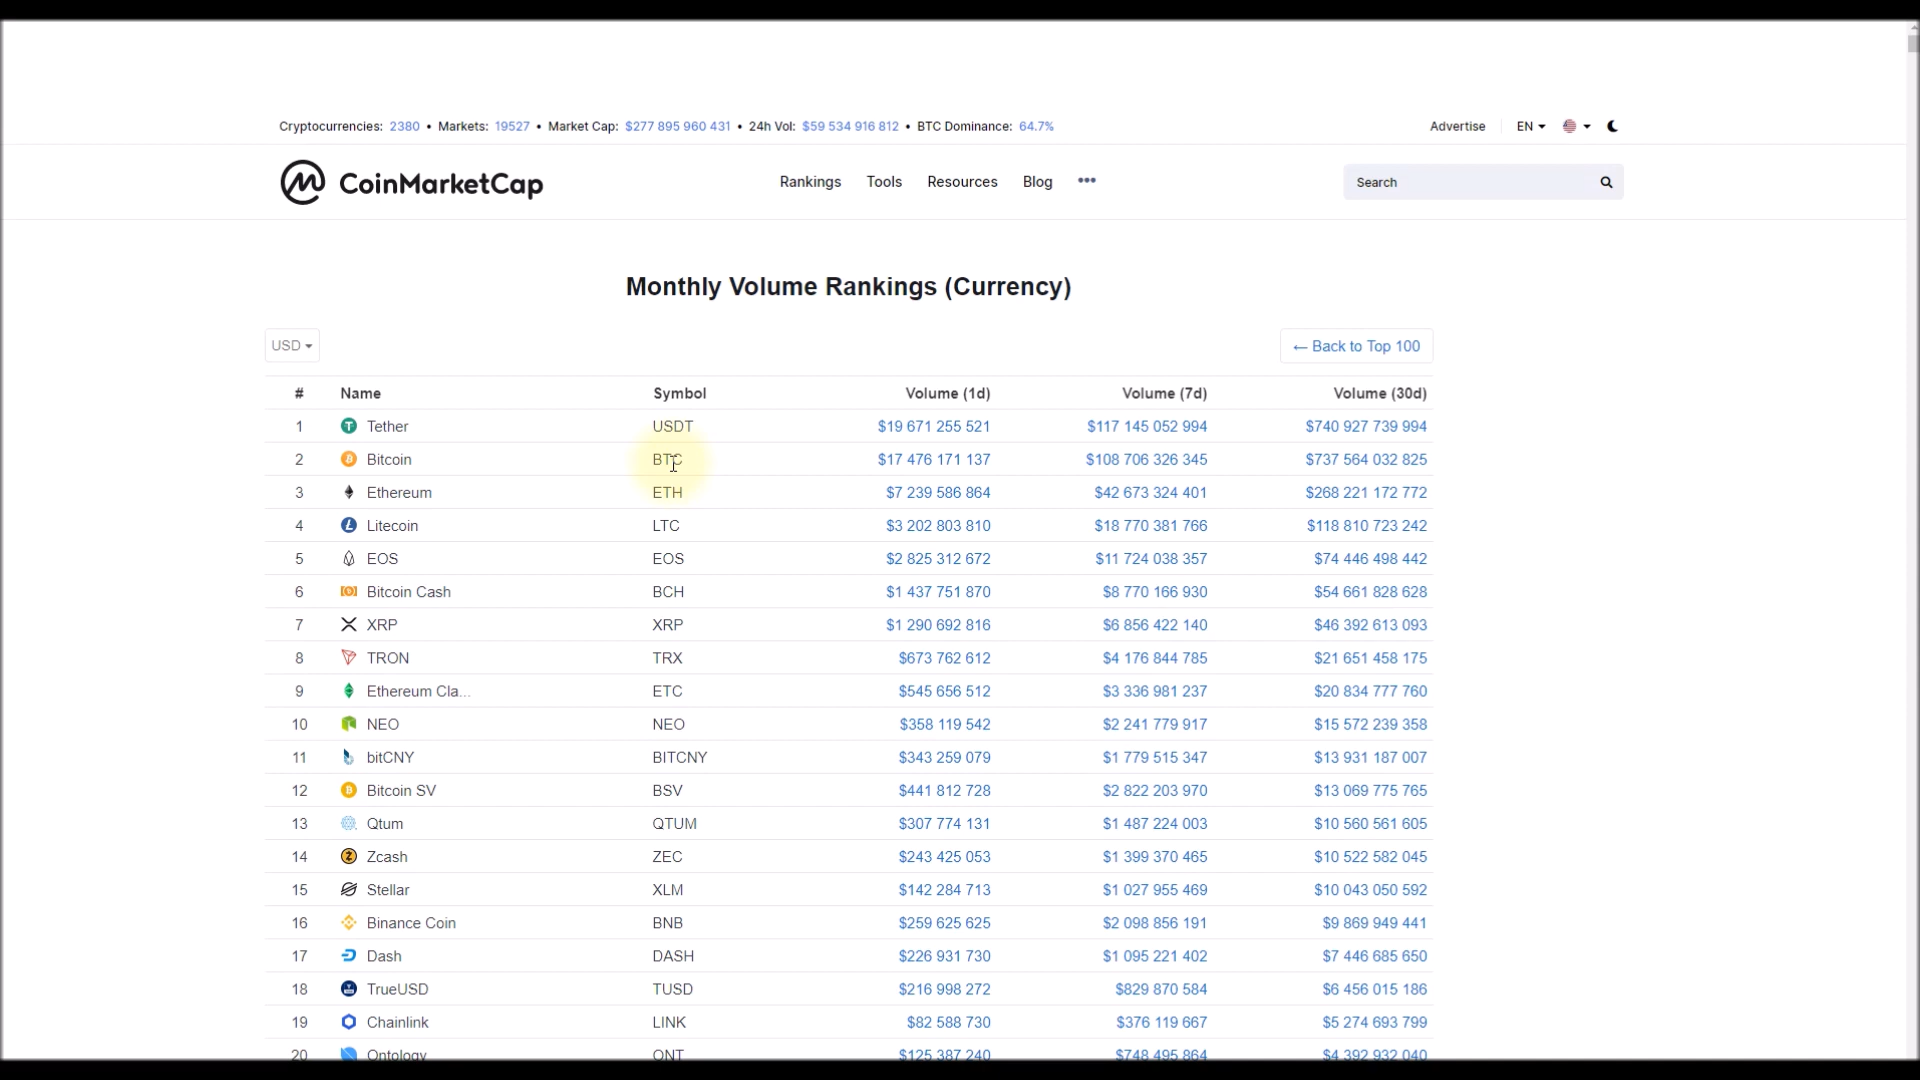 Cryptocurrencies: 2380 • Markets: 19527 • Market Cap: $277 895 960 431 • 24h Vol: $59 534 916 812 • BTC Dominance: 64.7% Advertise EN
CoinMarketCap Rankings Tools Resources Blog ••• Search
Monthly Volume Rankings (Currency)
USD ← Back to Top 100
# Name Symbol Volume (1d) Volume (7d) Volume (30d)
1 Tether USDT $19 671 255 521 $117 145 052 994 $740 927 739 994
2 Bitcoin BTC $17 476 171 137 $108 706 326 345 $737 564 032 825
3 Ethereum ETH $7 239 586 864 $42 673 324 401 $268 221 172 772
4 Litecoin LTC $3 202 803 810 $18 770 381 766 $118 810 723 242
5 EOS EOS $2 825 312 672 $11 724 038 357 $74 446 498 442
6 Bitcoin Cash BCH $1 437 751 870 $8 770 166 930 $54 661 828 628
7 XRP XRP $1 290 692 816 $6 856 422 140 $46 392 613 093
8 TRON TRX $673 762 612 $4 176 844 785 $21 651 458 175
9 Ethereum Cla... ETC $545 656 512 $3 336 981 237 $20 834 777 760
10 NEO NEO $358 119 542 $2 241 779 917 $15 572 239 358
11 bitCNY BITCNY $343 259 079 $1 779 515 347 $13 931 187 007
12 Bitcoin SV BSV $441 812 728 $2 822 203 970 $13 069 775 765
13 Qtum QTUM $307 774 131 $1 487 224 003 $10 560 561 605
14 Zcash ZEC $243 425 053 $1 399 370 465 $10 522 582 045
15 Stellar XLM $142 284 713 $1 027 955 469 $10 043 050 592
16 Binance Coin BNB $259 625 625 $2 098 856 191 $9 869 949 441
17 Dash DASH $226 931 730 $1 095 221 402 $7 446 685 650
18 TrueUSD TUSD $216 998 272 $829 870 584 $6 456 015 186
19 Chainlink LINK $82 588 730 $376 119 667 $5 274 693 799
20 Ontology ONT $125 387 240 $748 495 864 $4 392 932 040